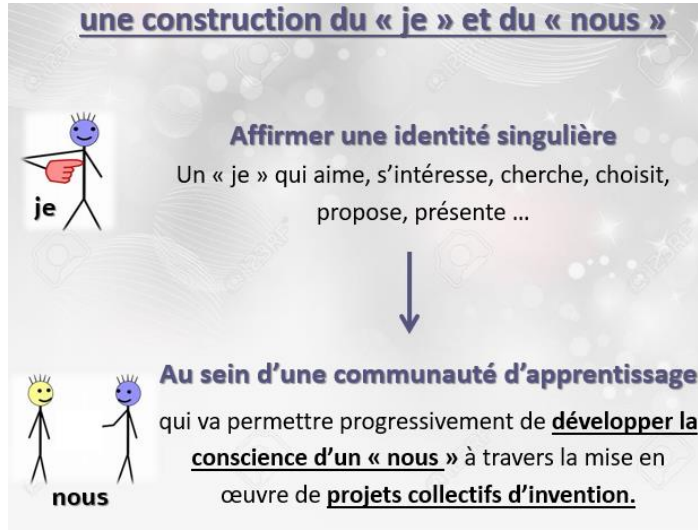 une construction du « je » et du « nous »
Affirmer une identité singulière
Un « je » qui aime, s’intéresse, cherche, choisit,
propose, présente …
je
Au sein d’une communauté d’apprentissage
qui va permettre progressivement de développer la
conscience d’un « nous » à travers la mise en
œuvre de projets collectifs d’invention.
nous